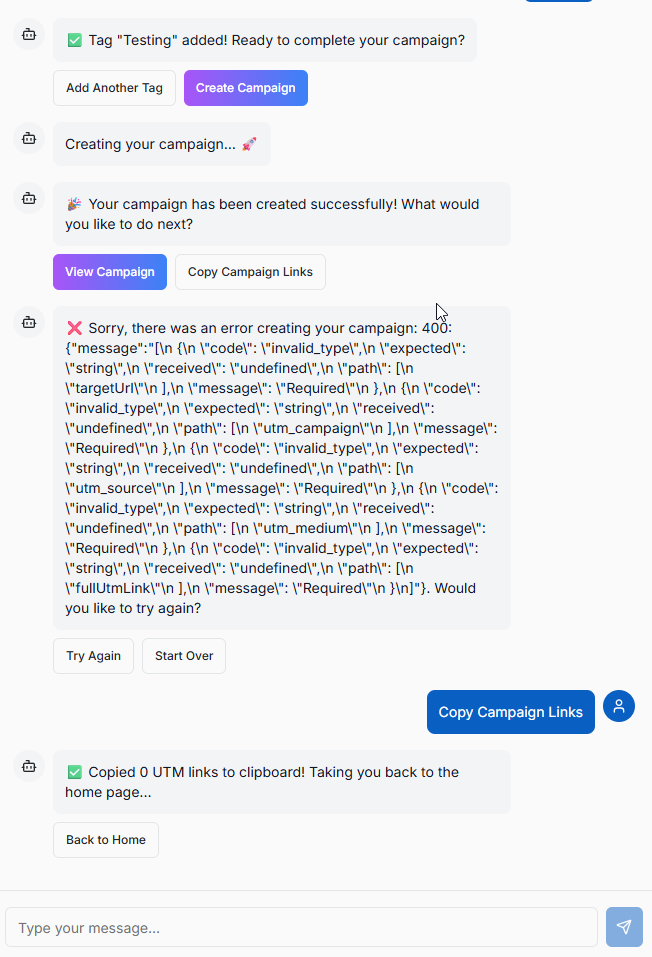 ✅ Tag "Testing" added! Ready to complete your campaign?
Add Another Tag
Create Campaign
Creating your campaign... 🚀
🎉 Your campaign has been created successfully! What would
you like to do next?
View Campaign
Copy Campaign Links
❌ Sorry, there was an error creating your campaign: 400:
{"message":"[\n {\n \"code\": \"invalid_type\",\n \"expected\":
\"string\",\n \"received\": \"undefined\",\n \"path\": [\n
\"targetUrl\"\n ],\n \"message\": \"Required\"\n },\n {\n \"code\":
\"invalid_type\",\n \"expected\": \"string\",\n \"received\":
\"undefined\",\n \"path\": [\n \"utm_campaign\"\n ],\n \"message\":
\"Required\"\n },\n {\n \"code\": \"invalid_type\",\n \"expected\":
\"string\",\n \"received\": \"undefined\",\n \"path\": [\n
\"utm_source\"\n ],\n \"message\": \"Required\"\n },\n {\n \"code\":
\"invalid_type\",\n \"expected\": \"string\",\n \"received\":
\"undefined\",\n \"path\": [\n \"utm_medium\"\n ],\n \"message\":
\"Required\"\n },\n {\n \"code\": \"invalid_type\",\n \"expected\":
\"string\",\n \"received\": \"undefined\",\n \"path\": [\n
\"fullUtmLink\"\n ],\n \"message\": \"Required\"\n }\n]"}. Would
you like to try again?
Try Again
Start Over
Copy Campaign Links
✅ Copied 0 UTM links to clipboard! Taking you back to the
home page...
Back to Home
Type your message...